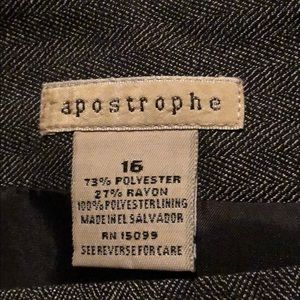 apostrophe
16
73% POLYESTER
27% RAYON
100% POLYESTER LINING
MADE IN EL SALVADOR
RN 15099
SEE REVERSE FOR CARE